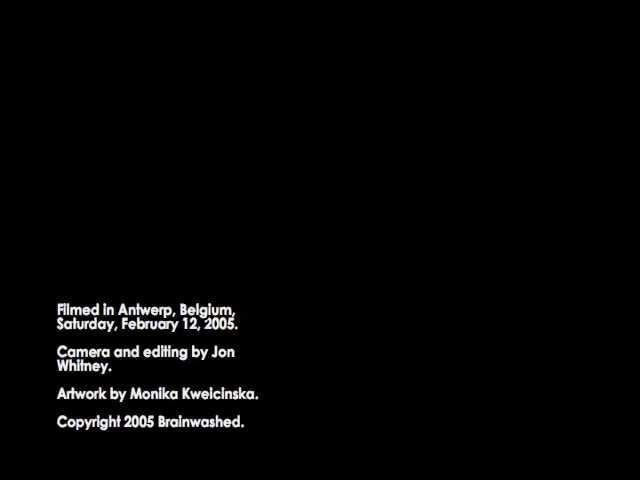 Filmed in Antwerp, Belgium,
Saturday, February 12, 2005.
Camera and editing by Jon
Whitney.
Artwork by Monika Kweicinska.
Copyright 2005 Brainwashed.